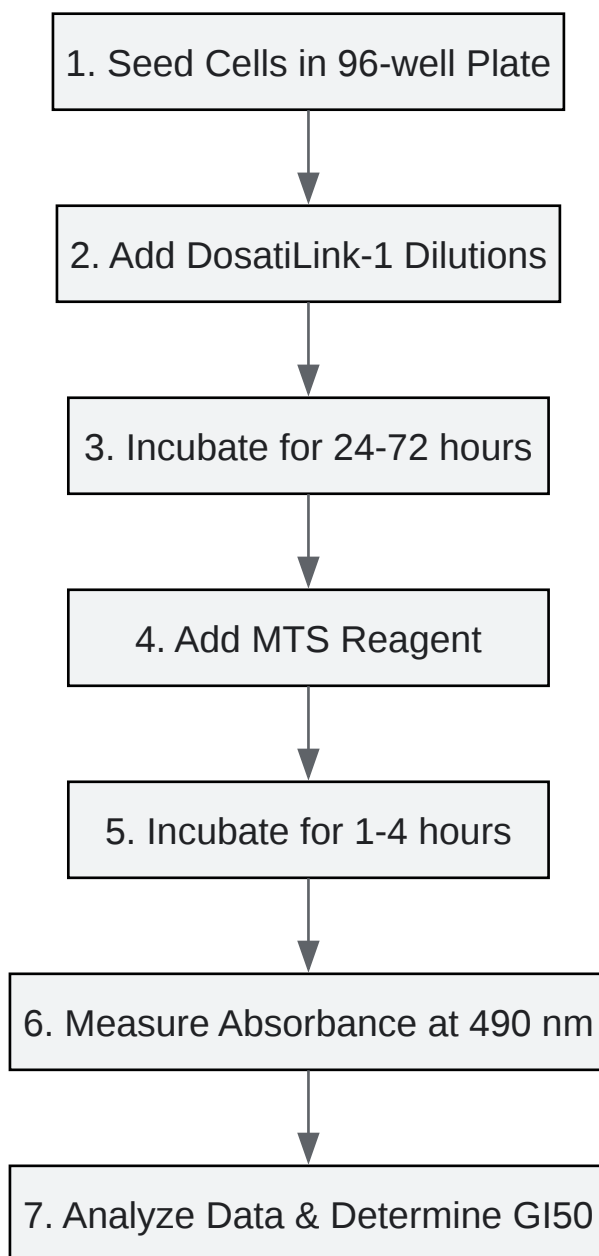 1. Seed Cells in 96-well Plate
2. Add DosatiLink-1 Dilutions
3. Incubate for 24-72 hours
4. Add MTS Reagent
5. Incubate for 1-4 hours
6. Measure Absorbance at 490 nm
7. Analyze Data & Determine GI50